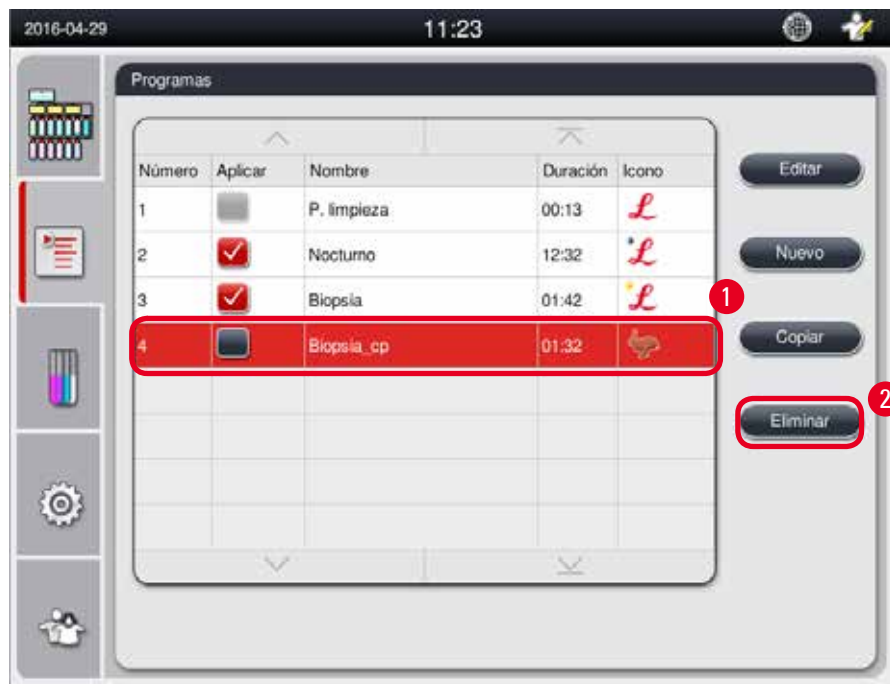 2016-04-29 11:23
Programas
Número Aplicar Nombre Duración Icono
1 P. limpieza 00:13
2 Nocturno 12:32
3 Biopsia 01:42
4 Biopsia_cp 01:32
Editar
Nuevo
1
Copiar
2
Eliminar